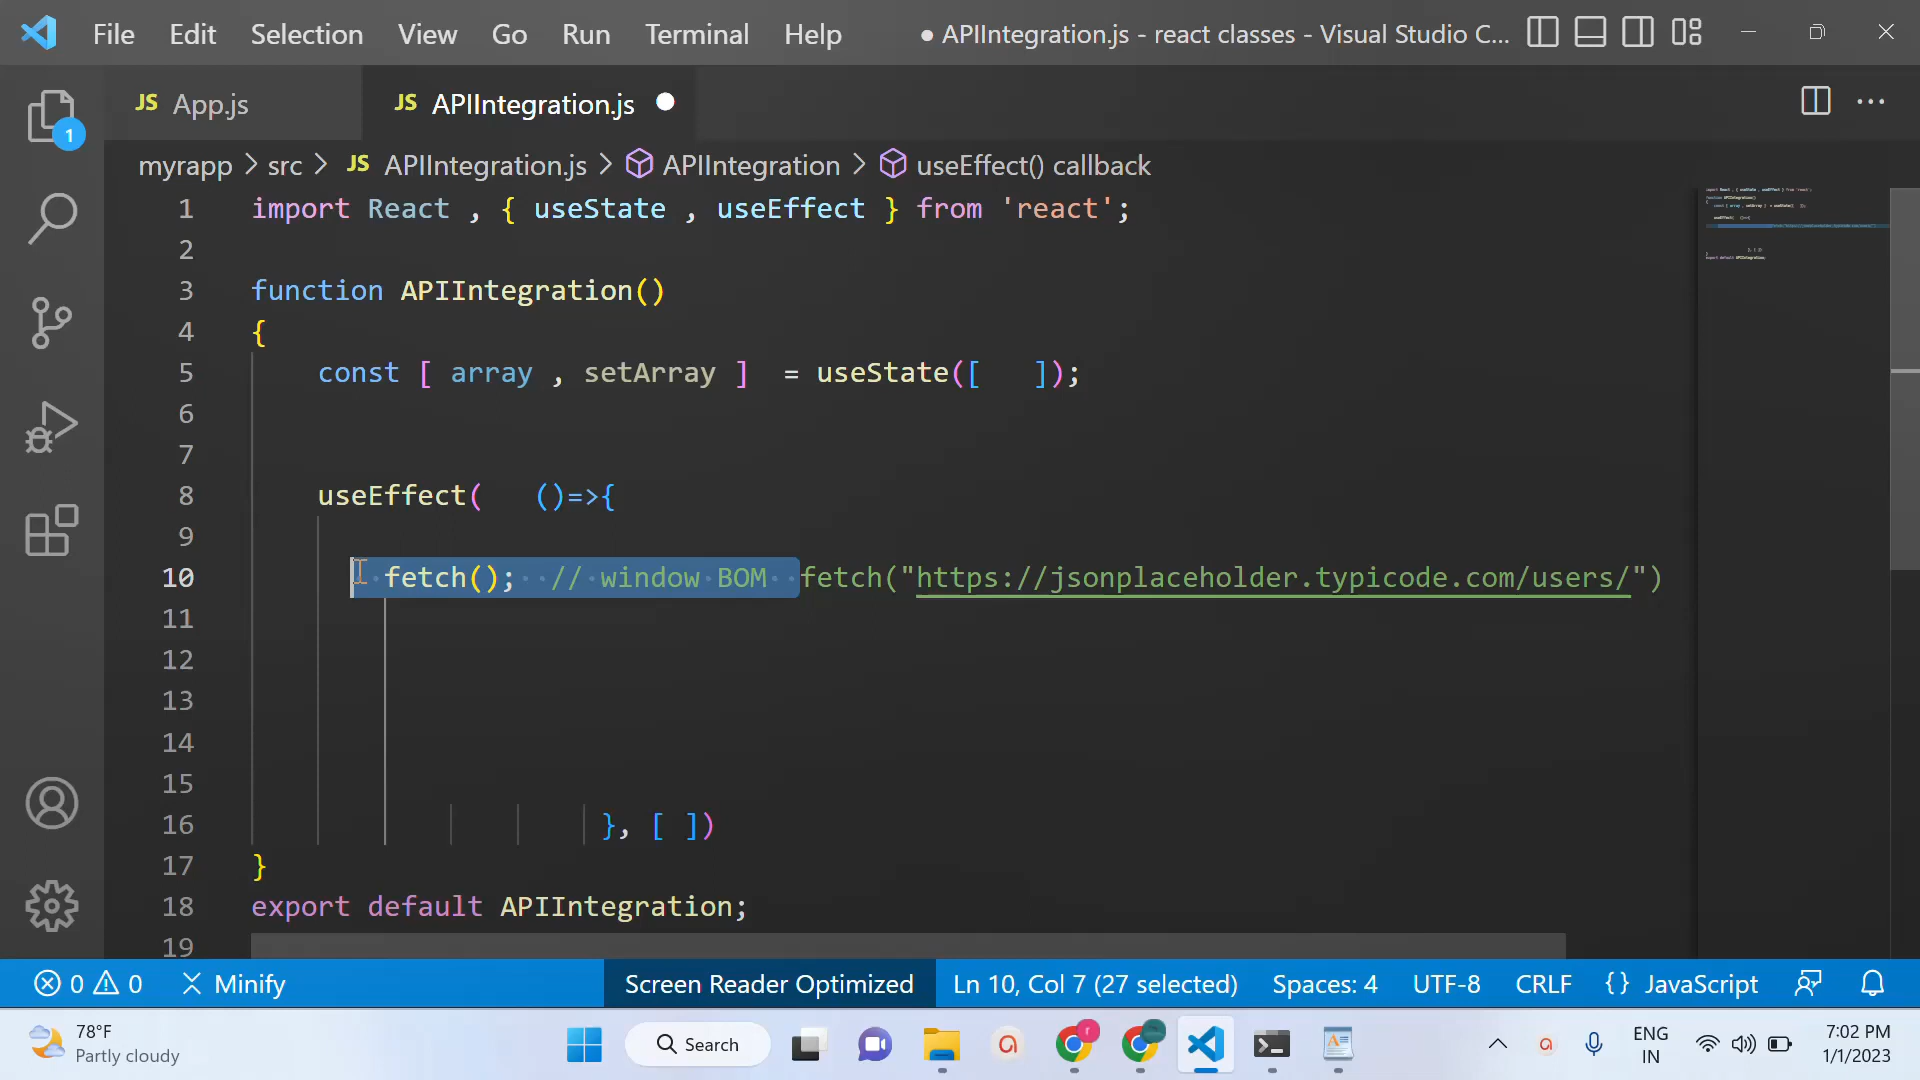 File Edit Selection View Go Run Terminal Help ● APIIntegration.js - react classes - Visual Studio C...
JS App.js JS APIIntegration.js
1
myrapp > src > JS APIIntegration.js > APIIntegration > useEffect() callback
1 import React , { useState , useEffect } from 'react';
2
3 function APIIntegration()
4 {
5 const [ array , setArray ] = useState([ ]);
6
7
8 useEffect( ()=>{
9
10 fetch(); // window BOM fetch("https://jsonplaceholder.typicode.com/users/")
11
12
13
14
15
16 }, [ ])
17 }
18 export default APIIntegration;
19
0 0 Minify Screen Reader Optimized Ln 10, Col 7 (27 selected) Spaces: 4 UTF-8 CRLF {} JavaScript
78°F
Partly cloudy
Search
ENG
IN
7:02 PM
1/1/2023